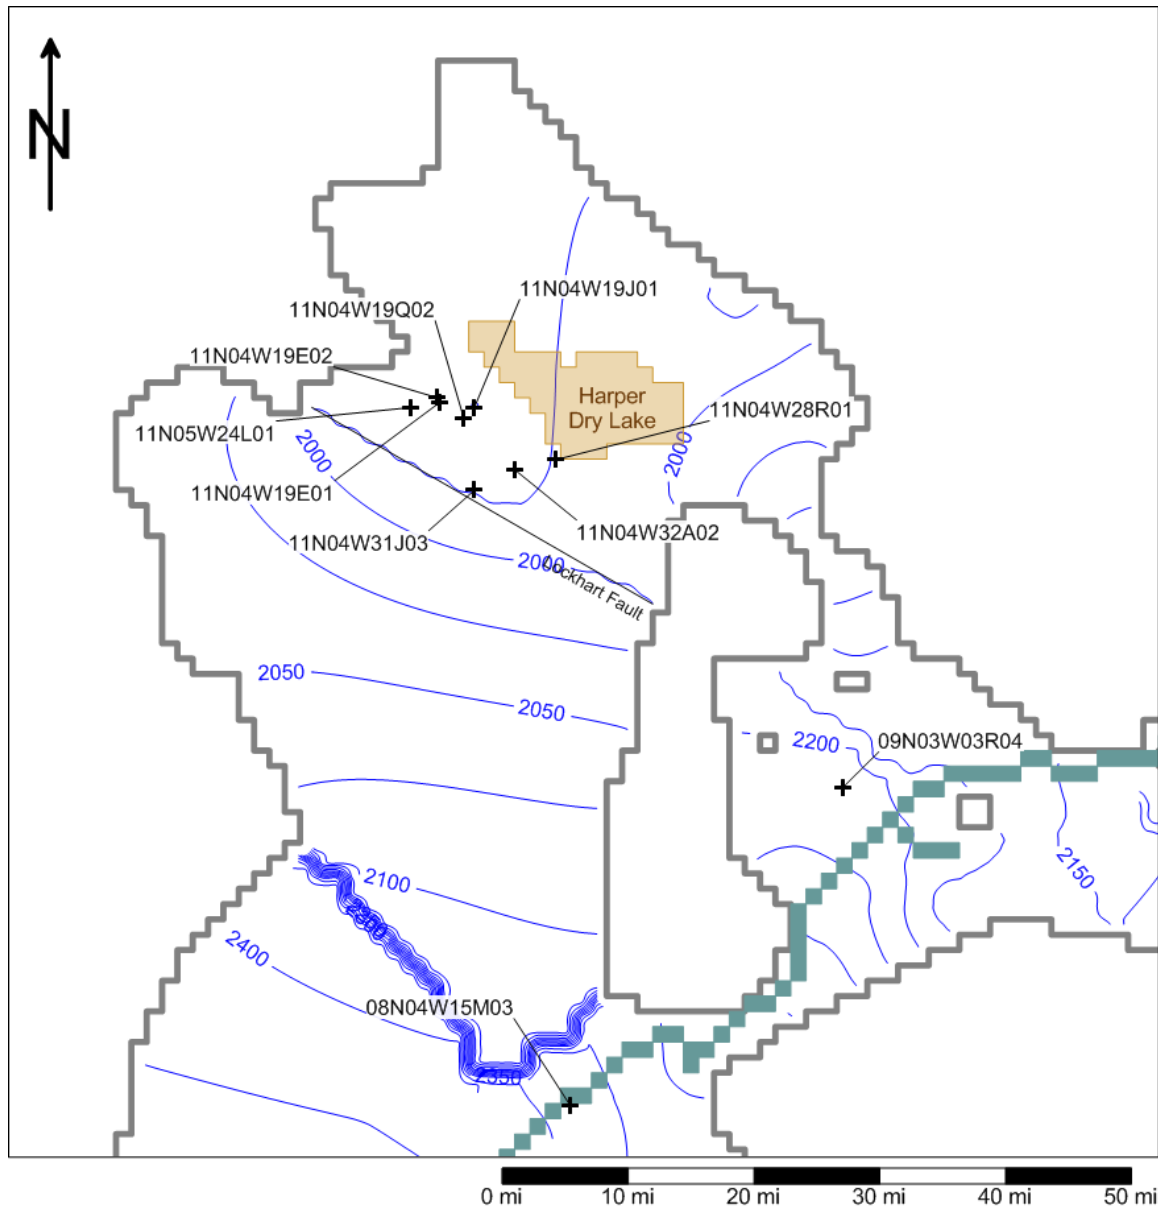 N
11N04W19J01
11N04W19Q02
11N04W19E02
Harper
Dry Lake
11N04W28R01
11N05W24L01
2000
2000
11N04W19E01
11N04W32A02
11N04W31J03
2000
Lockhart Fault
2050
2050
2200
09N03W03R04
2150
2100
2300
2400
08N04W15M03
2350
0 mi
10 mi
20 mi
30 mi
40 mi
50 mi